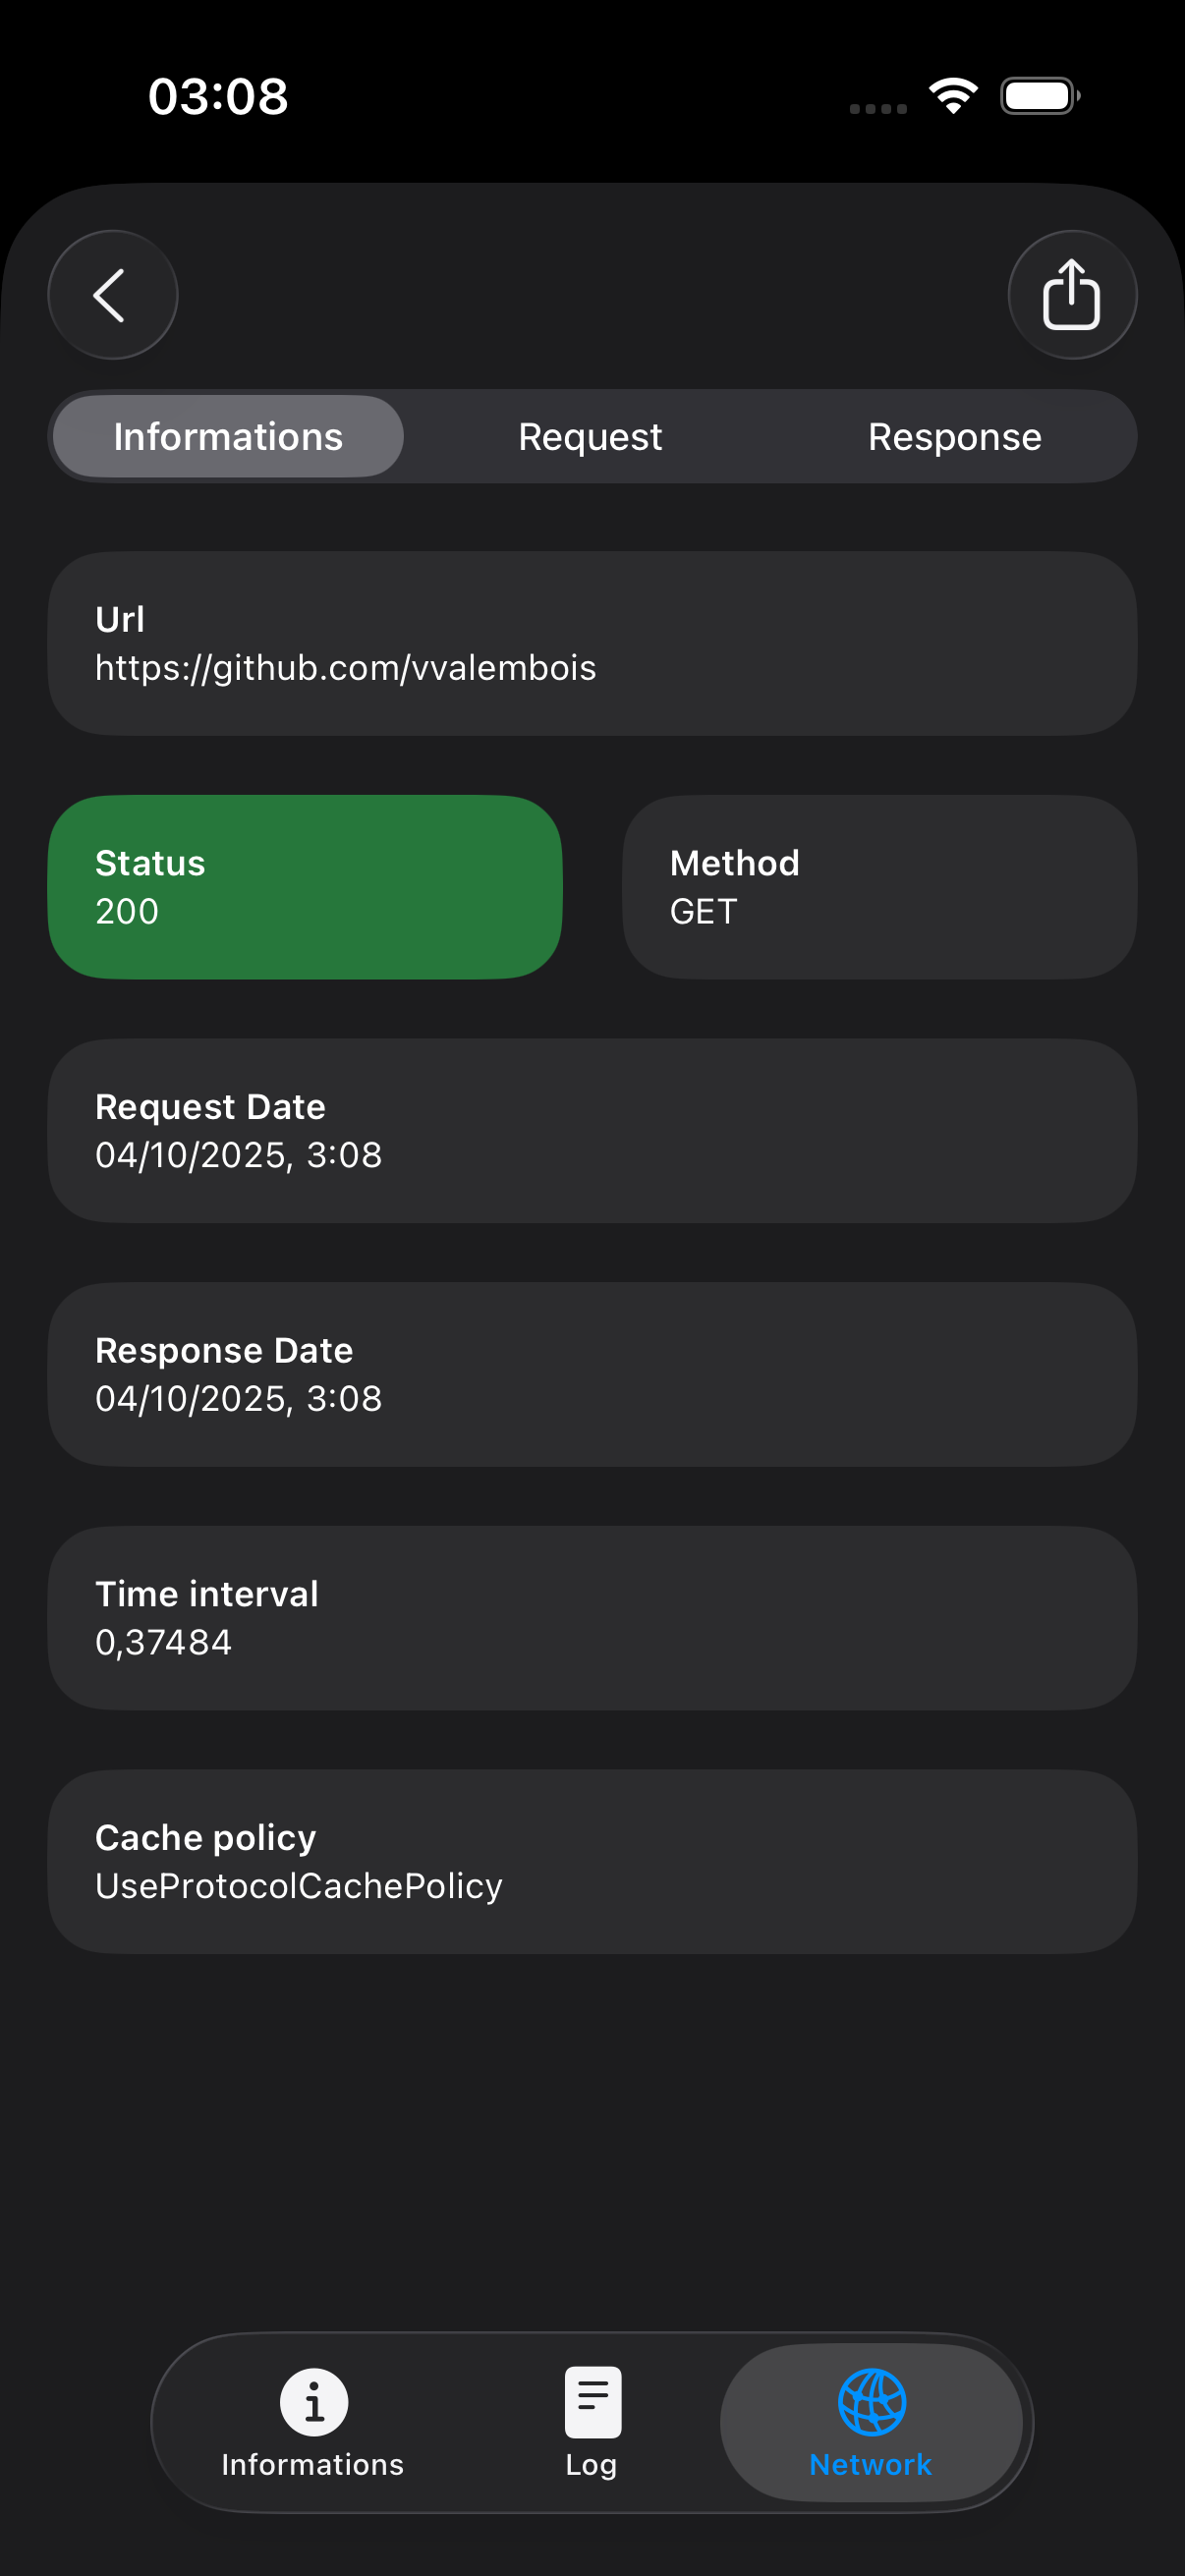 03:08
Informations Request Response
Url
https://github.com/vvalembois
Status
200
Method
GET
Request Date
04/10/2025, 3:08
Response Date
04/10/2025, 3:08
Time interval
0,37484
Cache policy
UseProtocolCachePolicy
Informations Log Network